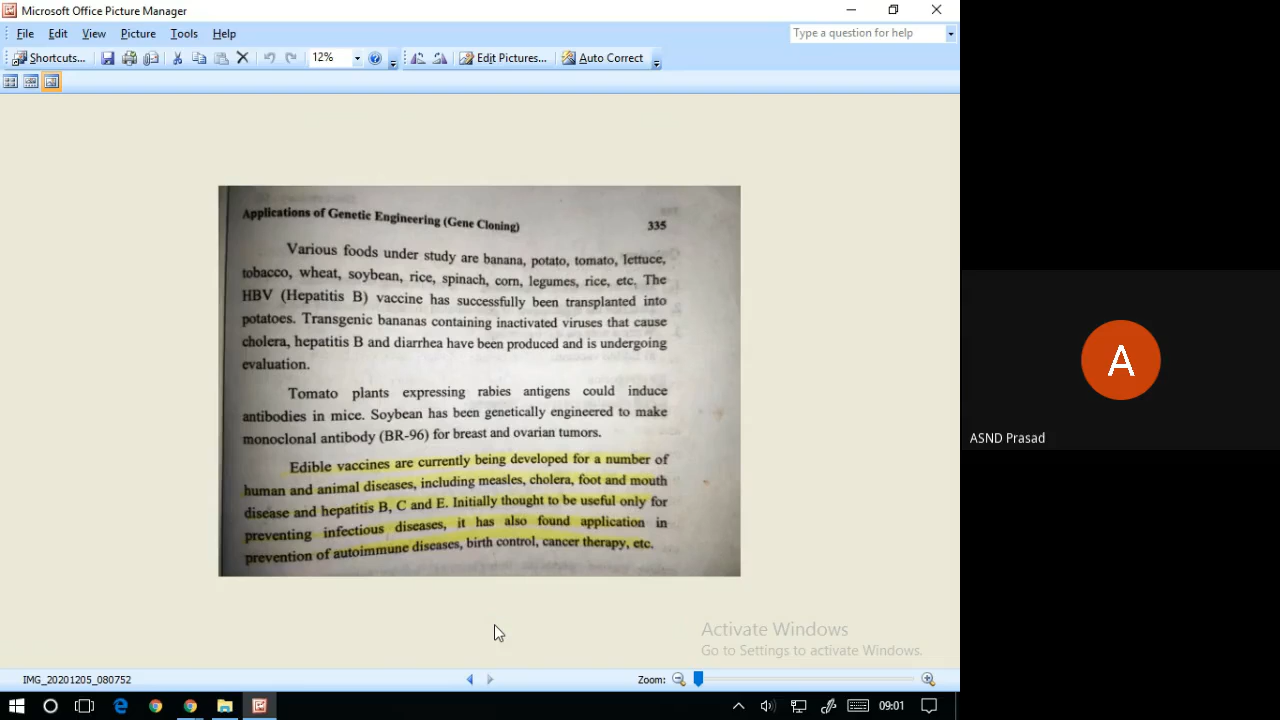 Microsoft Office Picture Manager
File Edit View Picture Tools Help
Type a question for help
Shortcuts... 12% Edit Pictures... Auto Correct
Applications of Genetic Engineering (Gene Cloning) 335
Various foods under study are banana, potato, tomato, lettuce,
tobacco, wheat, soybean, rice, spinach, corn, legumes, rice, etc. The
HBV (Hepatitis B) vaccine has successfully been transplanted into
potatoes. Transgenic bananas containing inactivated viruses that cause
cholera, hepatitis B and diarrhea have been produced and is undergoing
evaluation.
Tomato plants expressing rabies antigens could induce
antibodies in mice. Soybean has been genetically engineered to make
monoclonal antibody (BR-96) for breast and ovarian tumors.
Edible vaccines are currently being developed for a number of
human and animal diseases, including measles, cholera, foot and mouth
disease and hepatitis B, C and E. Initially thought to be useful only for
preventing infectious diseases, it has also found application in
prevention of autoimmune diseases, birth control, cancer therapy, etc.
A
ASND Prasad
Activate Windows
Go to Settings to activate Windows.
IMG_20201205_080752
Zoom:
09:01